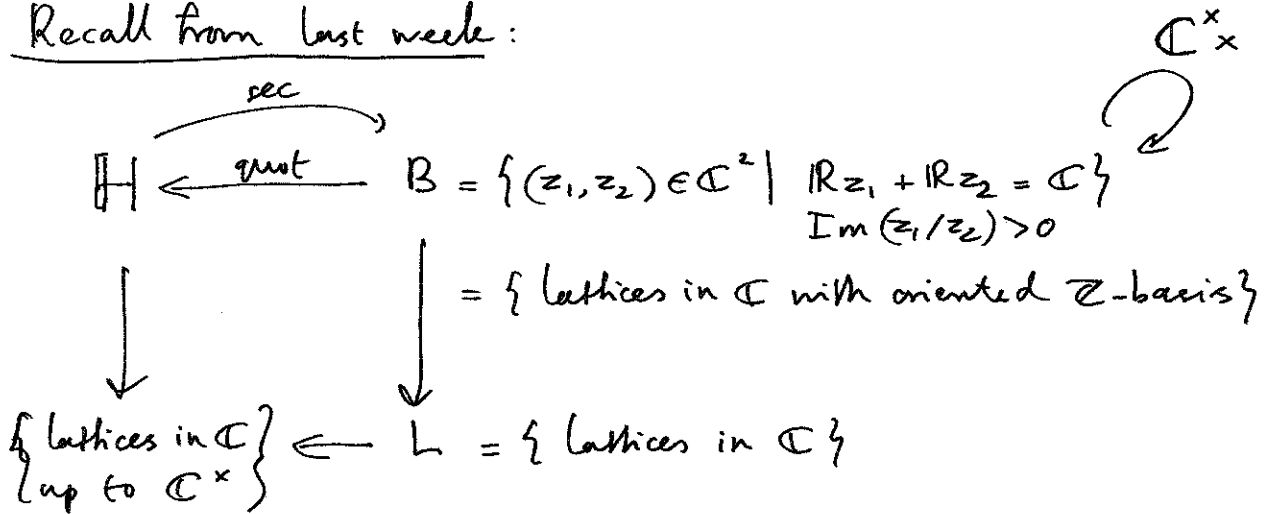 Recall from last week:
ℂ^× ×
sec
ℍ ← quot B = {(z₁, z₂) ∈ ℂ² | ℝz₁ + ℝz₂ = ℂ}
Im(z₁/z₂) > 0
= { lattices in ℂ with oriented ℤ-basis}
{lattices in ℂ} ← L = { lattices in ℂ }
{up to ℂ^×}